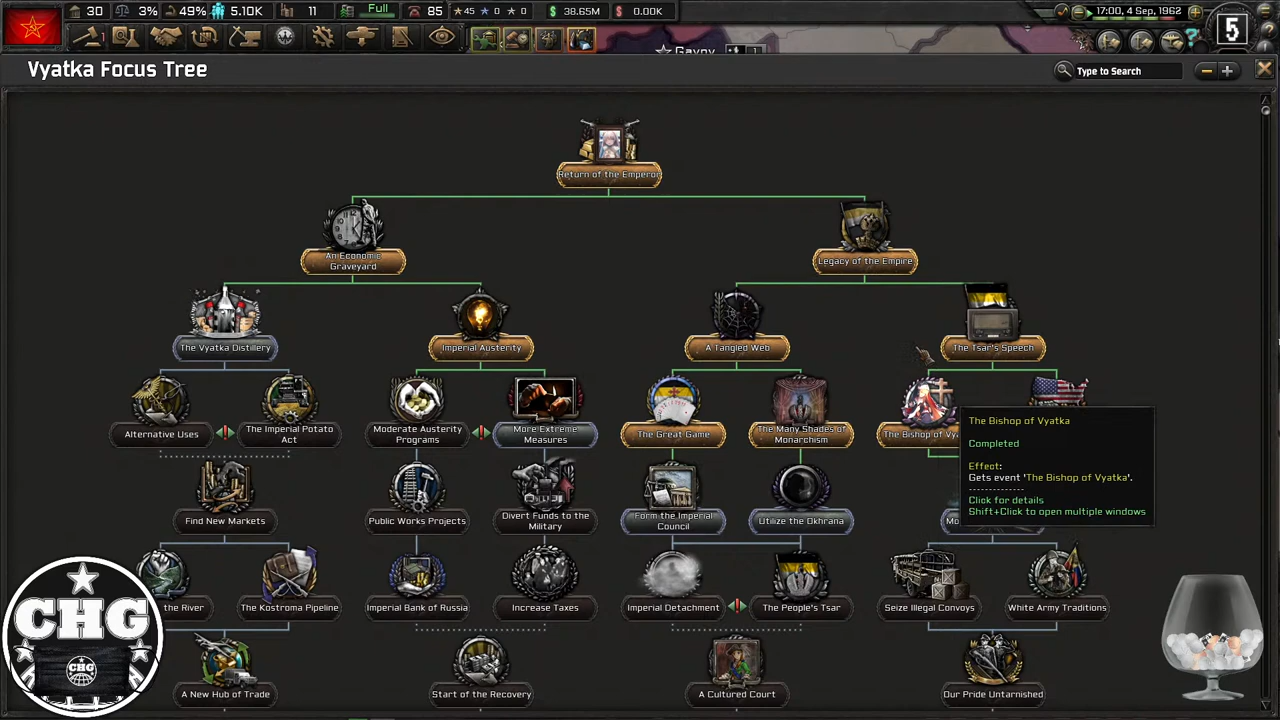 30 3% 49% 5.10K 11 Full 85 45 0 0 38.65M 0.00K 17:00, 4 Sep, 1962 5
Gavoy 1
Vyatka Focus Tree
Type to Search
Return of the Emperor
An Economic Graveyard
Legacy of the Empire
The Vyatka Distillery
Imperial Austerity
A Tangled Web
The Tsar's Speech
Alternative Uses
The Imperial Potato Act
Moderate Austerity Programs
More Extreme Measures
The Great Game
The Many Shades of Monarchism
The Bishop of Vya
The Bishop of Vyatka
Completed
Effect:
Gets event 'The Bishop of Vyatka'.
--------------
Click for details
Shift+Click to open multiple windows
Find New Markets
Public Works Projects
Divert Funds to the Military
Form the Imperial Council
Utilize the Okhrana
Mo
the River
The Kostroma Pipeline
Imperial Bank of Russia
Increase Taxes
Imperial Detachment
The People's Tsar
Seize Illegal Convoys
White Army Traditions
A New Hub of Trade
Start of the Recovery
A Cultured Court
Our Pride Untarnished
CHG
CHG